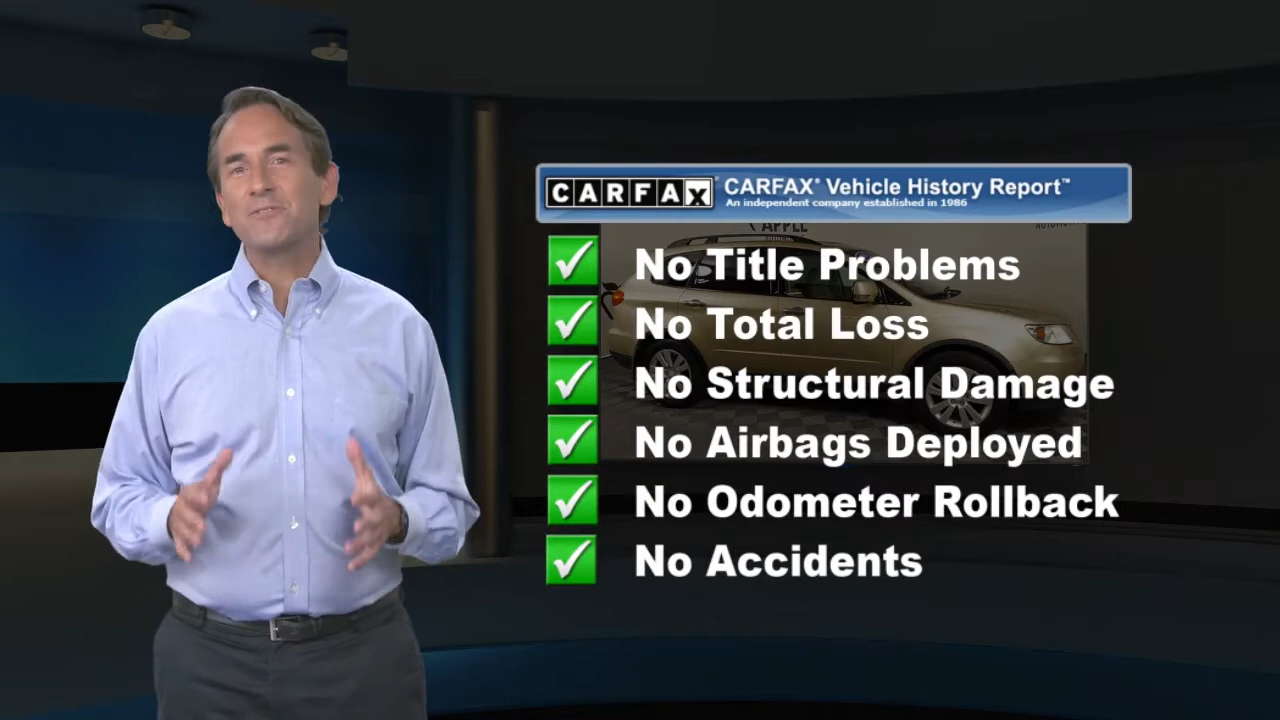 CARFAX
CARFAX® Vehicle History Report™
An independent company established in 1986
APPLE
No Title Problems
No Total Loss
No Structural Damage
No Airbags Deployed
No Odometer Rollback
No Accidents